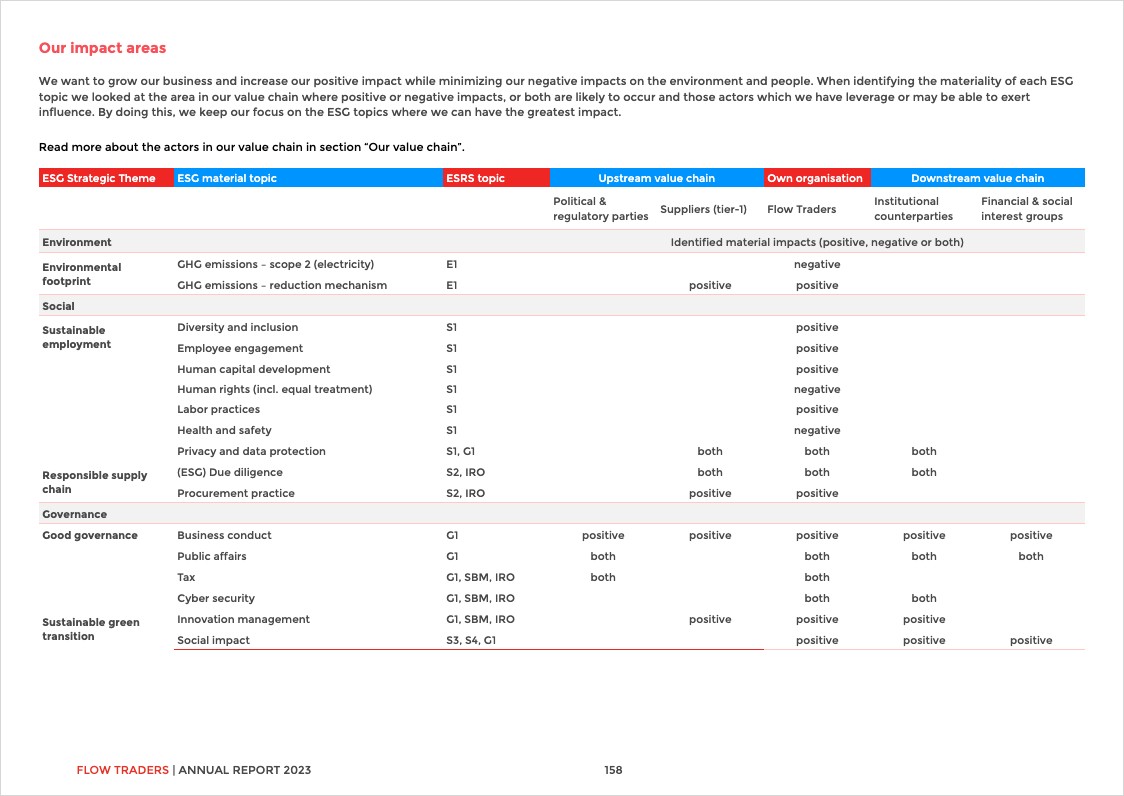 Our impact areas
We want to grow our business and increase our positive impact while minimizing our negative impacts on the environment and people. When identifying the materiality of each ESG
topic we looked at the area in our value chain where positive or negative impacts, or both are likely to occur and those actors which we have leverage or may be able to exert
influence. By doing this, we keep our focus on the ESG topics where we can have the greatest impact.
Read more about the actors in our value chain in section “Our value chain”.
ESG Strategic Theme ESG material topic ESRS topic Upstream value chain Own organisation Downstream value chain
Political & regulatory parties Suppliers (tier-1) Flow Traders Institutional counterparties Financial & social interest groups
Environment Identified material impacts (positive, negative or both)
Environmental footprint
GHG emissions – scope 2 (electricity) E1 negative
GHG emissions – reduction mechanism E1 positive positive
Social
Sustainable employment
Diversity and inclusion S1 positive
Employee engagement S1 positive
Human capital development S1 positive
Human rights (incl. equal treatment) S1 negative
Labor practices S1 positive
Health and safety S1 negative
Privacy and data protection S1, G1 both both both
Responsible supply chain
(ESG) Due diligence S2, IRO both both both
Procurement practice S2, IRO positive positive
Governance
Good governance Business conduct G1 positive positive positive positive positive
Public affairs G1 both both both both
Tax G1, SBM, IRO both both
Cyber security G1, SBM, IRO both both
Sustainable green transition
Innovation management G1, SBM, IRO positive positive positive
Social impact S3, S4, G1 positive positive positive
FLOW TRADERS | ANNUAL REPORT 2023 158